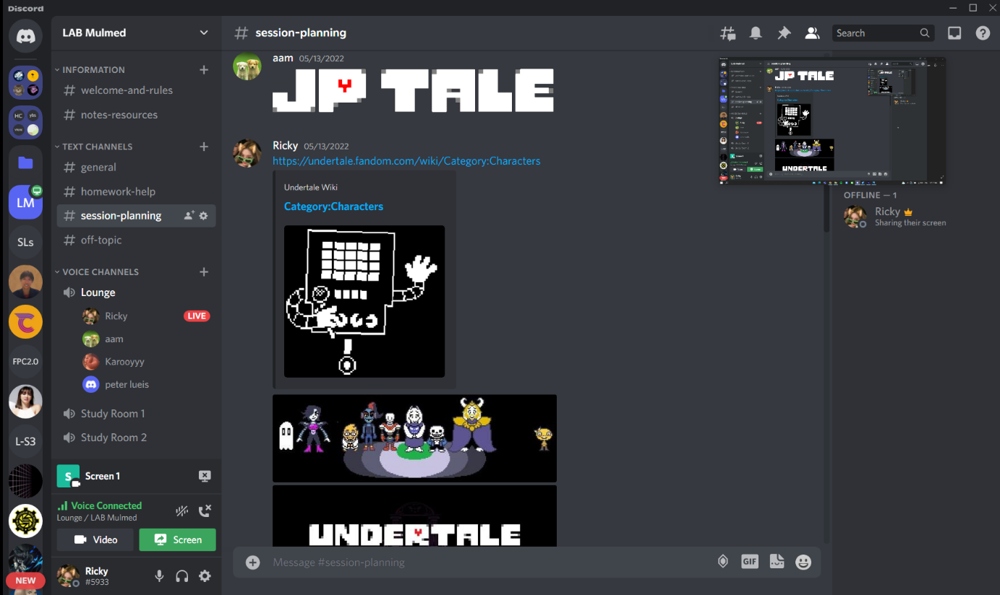 Discord
LAB Mulmed
INFORMATION
welcome-and-rules
notes-resources
TEXT CHANNELS
general
homework-help
session-planning
off-topic
VOICE CHANNELS
Lounge
Ricky
LIVE
aam
Karooyyy
peter lueis
Study Room 1
Study Room 2
Screen 1
Voice Connected
Lounge / LAB Mulmed
Video
Screen
Ricky
#5933
HC
LM
SLs
FPC2.0
L-S3
NEW
S
session-planning
Search
aam 05/13/2022
JP TALE
Ricky 05/13/2022
https://undertale.fandom.com/wiki/Category:Characters
Undertale Wiki
Category:Characters
UNDERTALE
Message #session-planning
GIF
OFFLINE — 1
Ricky
Sharing their screen